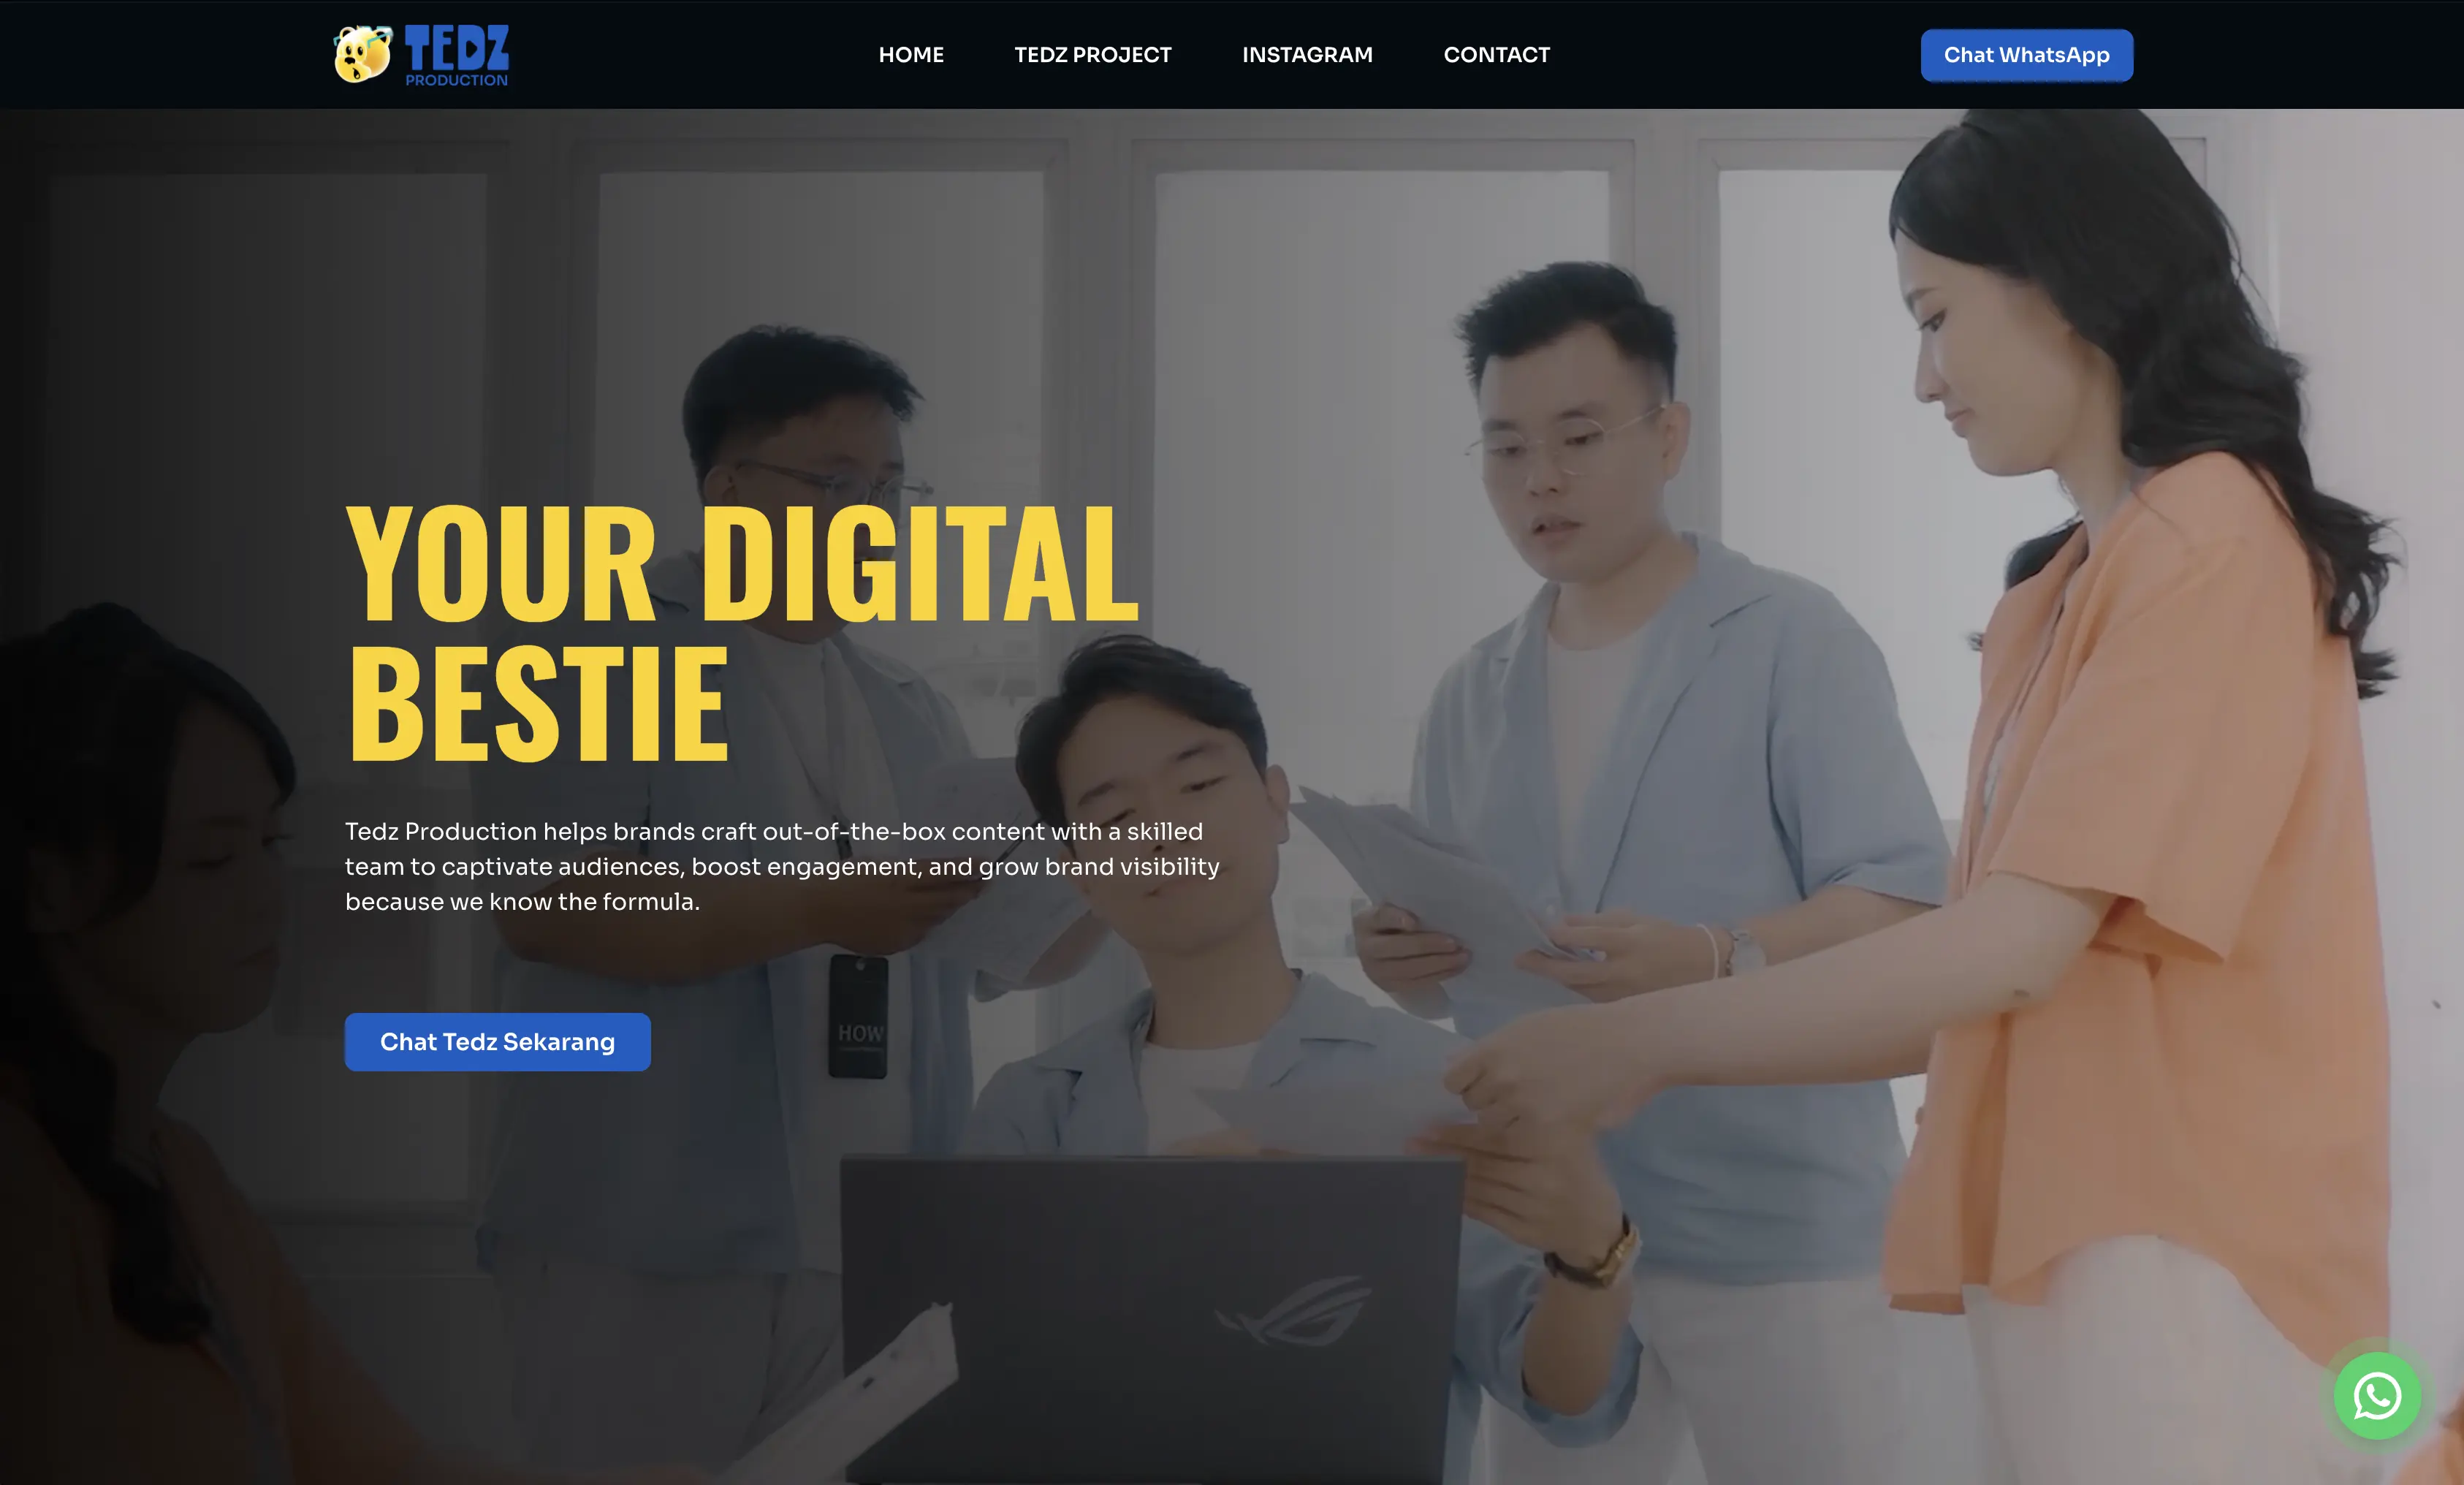 TEDZ
PRODUCTION
HOME
TEDZ PROJECT
INSTAGRAM
CONTACT
Chat WhatsApp
YOUR DIGITAL
BESTIE
Tedz Production helps brands craft out-of-the-box content with a skilled
team to captivate audiences, boost engagement, and grow brand visibility
because we know the formula.
Chat Tedz Sekarang
HOW